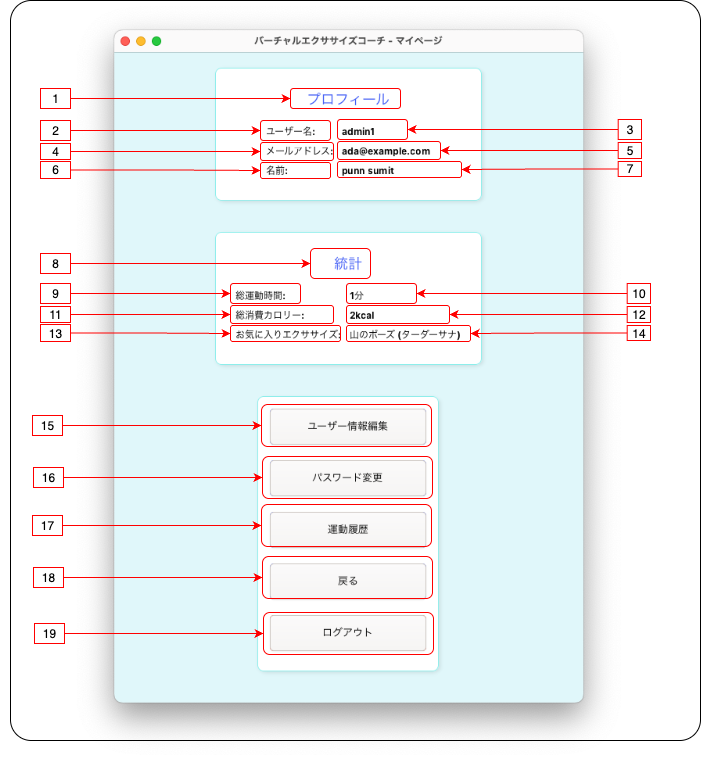 バーチャルエクササイズコーチ - マイページ
1 プロフィール
2 ユーザー名: admin1 3
4 メールアドレス: ada@example.com 5
6 名前: punn sumit 7
8 統計
9 総運動時間: 1分 10
11 総消費カロリー: 2kcal 12
13 お気に入りエクササイズ: 山のポーズ (ターダーサナ) 14
15 ユーザー情報編集
16 パスワード変更
17 運動履歴
18 戻る
19 ログアウト